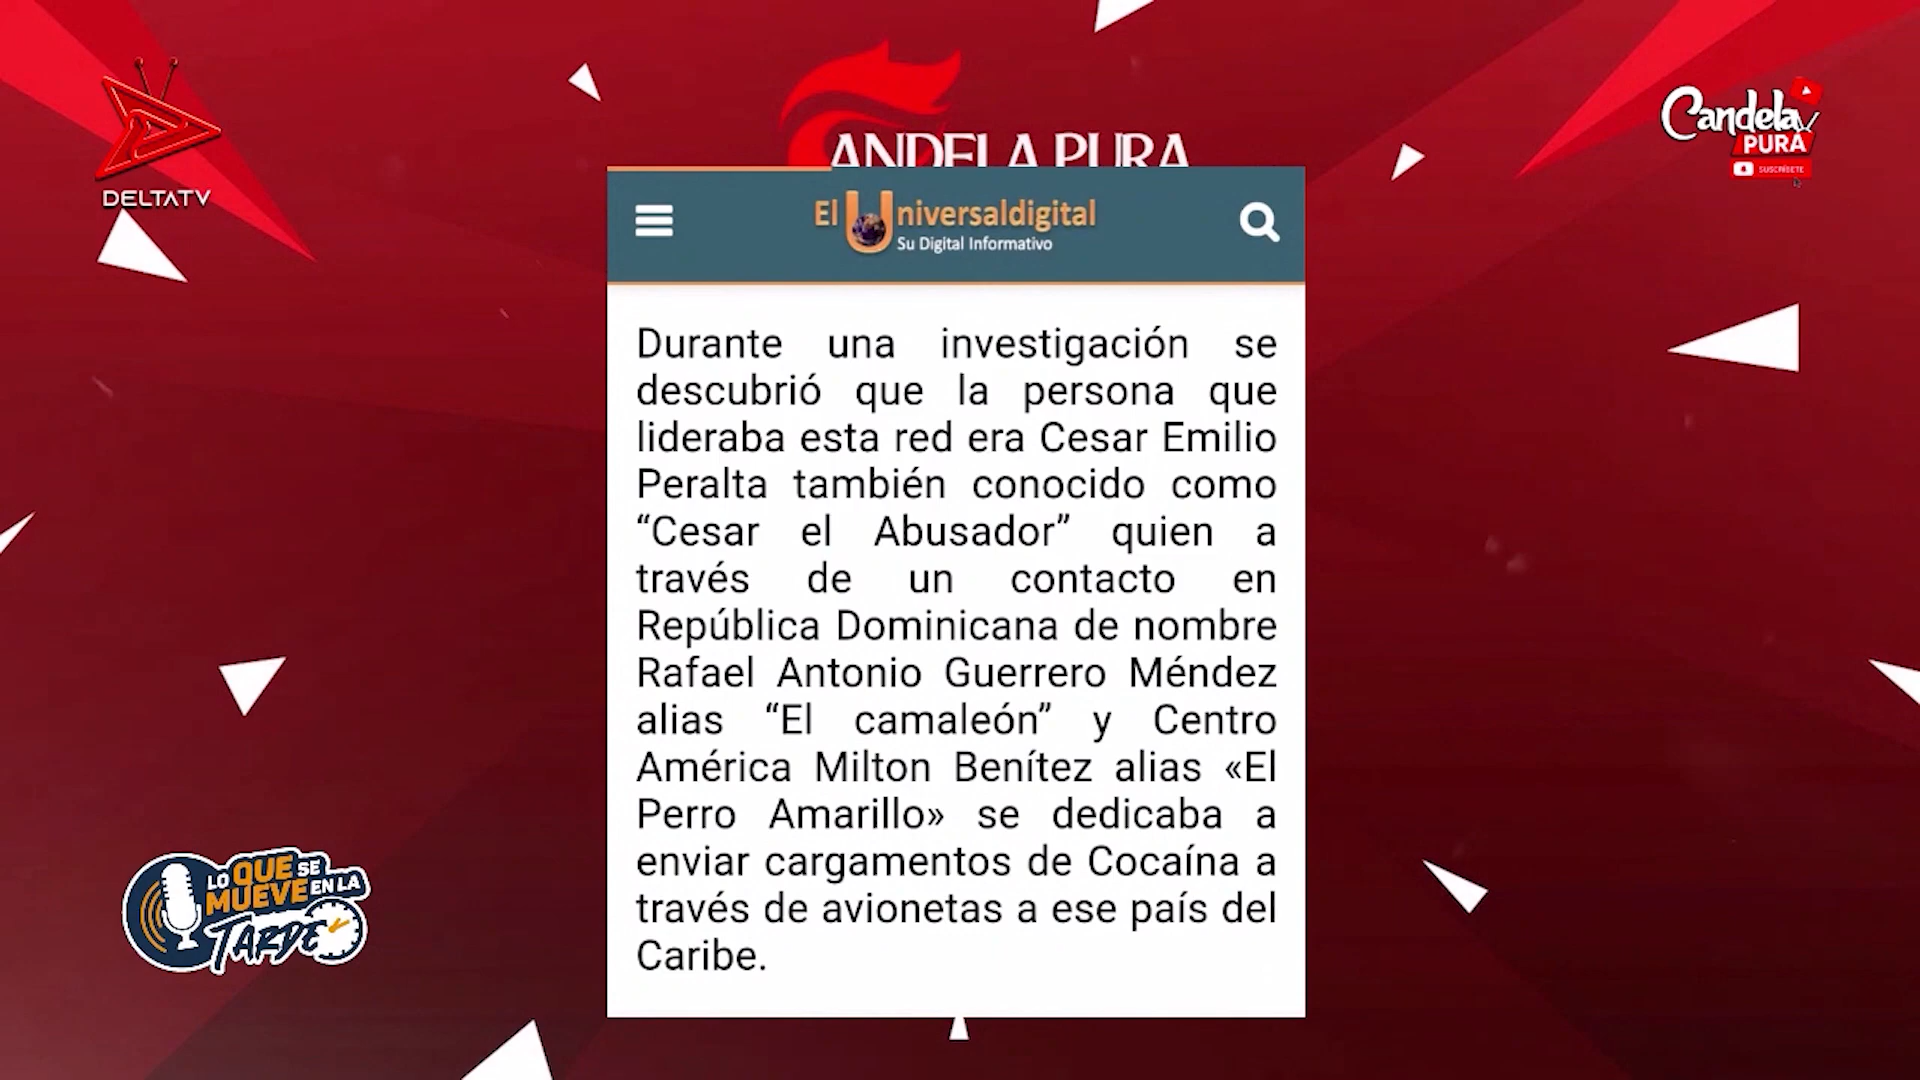 DELTATV
ANDELA PURA
Candela
PURA
SUSCRÍBETE
El Universaldigital
Su Digital Informativo
Durante una investigación se
descubrió que la persona que
lideraba esta red era Cesar Emilio
Peralta también conocido como
“Cesar el Abusador” quien a
través de un contacto en
República Dominicana de nombre
Rafael Antonio Guerrero Méndez
alias “El camaleón” y Centro
América Milton Benítez alias «El
Perro Amarillo» se dedicaba a
enviar cargamentos de Cocaína a
través de avionetas a ese país del
Caribe.
LO QUE SE
MUEVE EN LA
TARDE